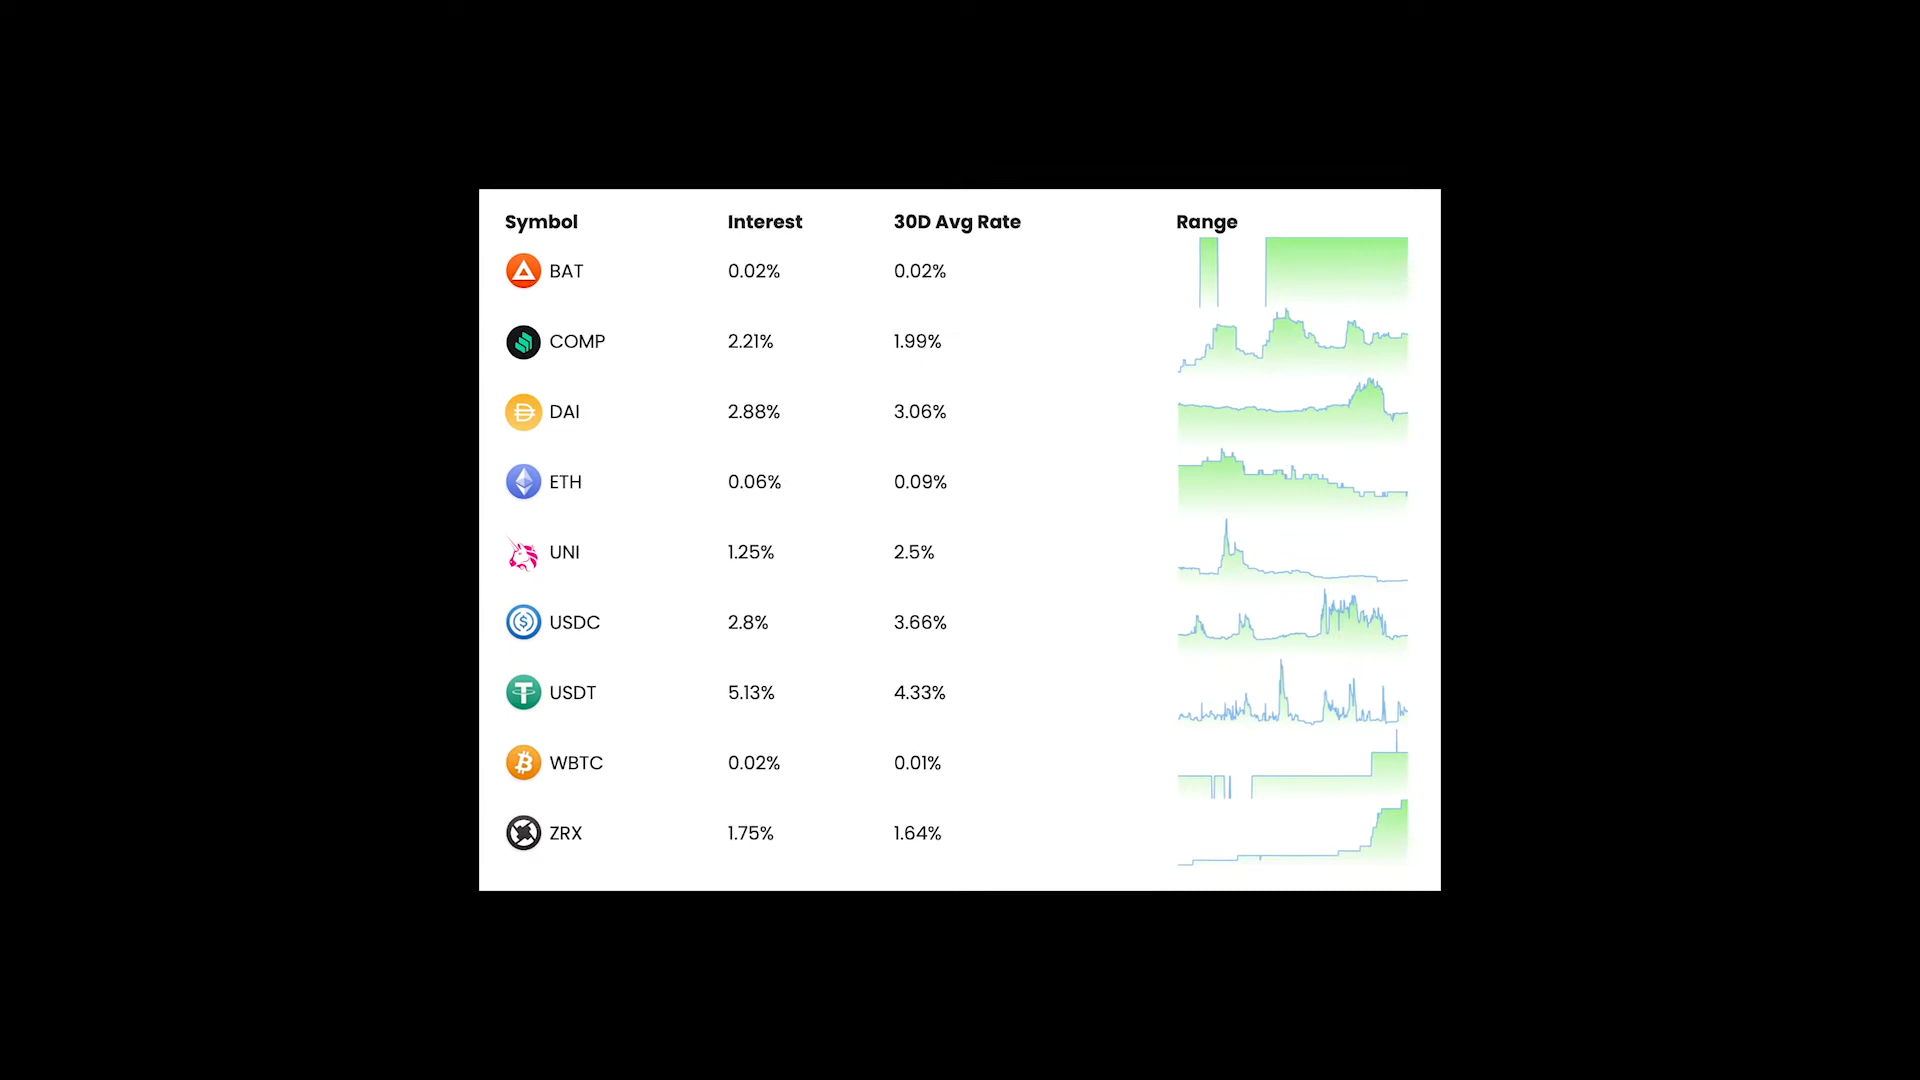 Symbol Interest 30D Avg Rate Range
BAT 0.02% 0.02%
COMP 2.21% 1.99%
DAI 2.88% 3.06%
ETH 0.06% 0.09%
UNI 1.25% 2.5%
USDC 2.8% 3.66%
USDT 5.13% 4.33%
WBTC 0.02% 0.01%
ZRX 1.75% 1.64%